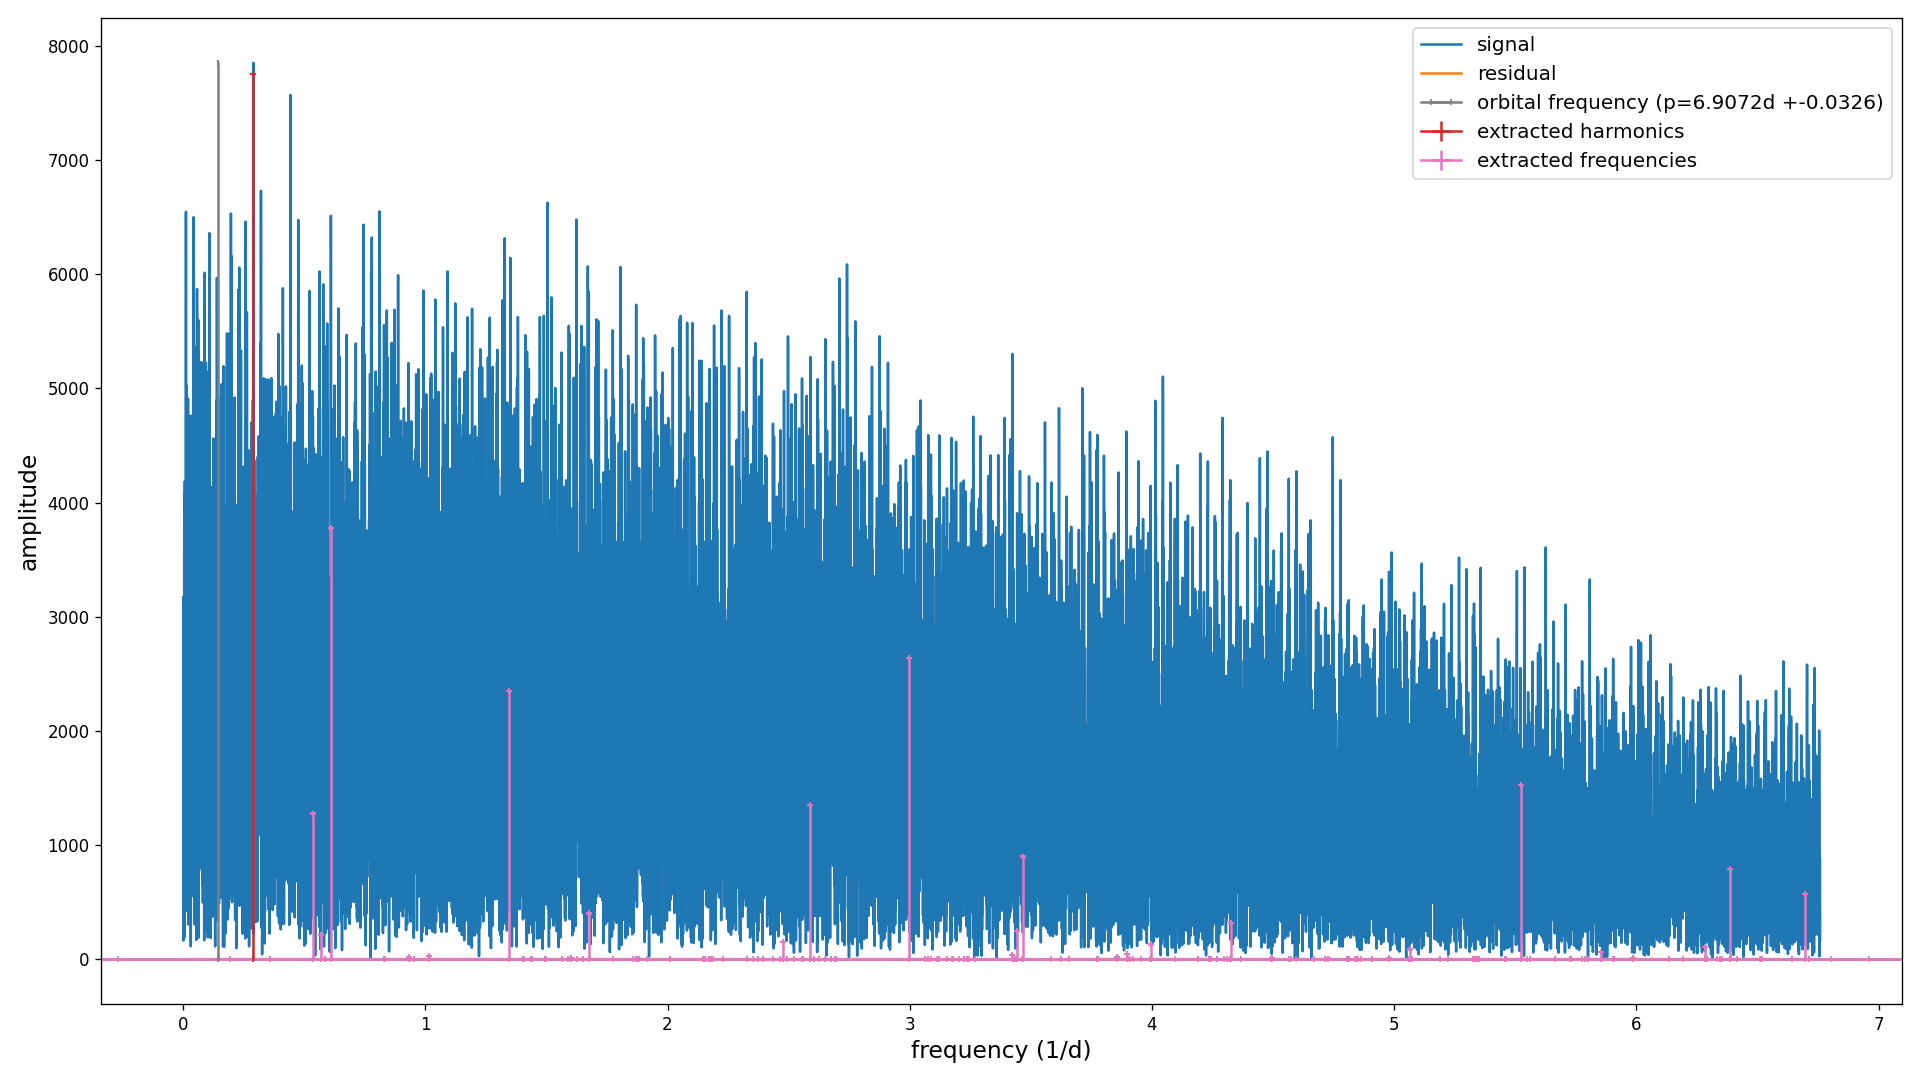 8000
7000
6000
5000
4000
3000
2000
1000
0
amplitude
0 1 2 3 4 5 6 7
frequency (1/d)
signal
residual
orbital frequency (p=6.9072d +-0.0326)
extracted harmonics
extracted frequencies